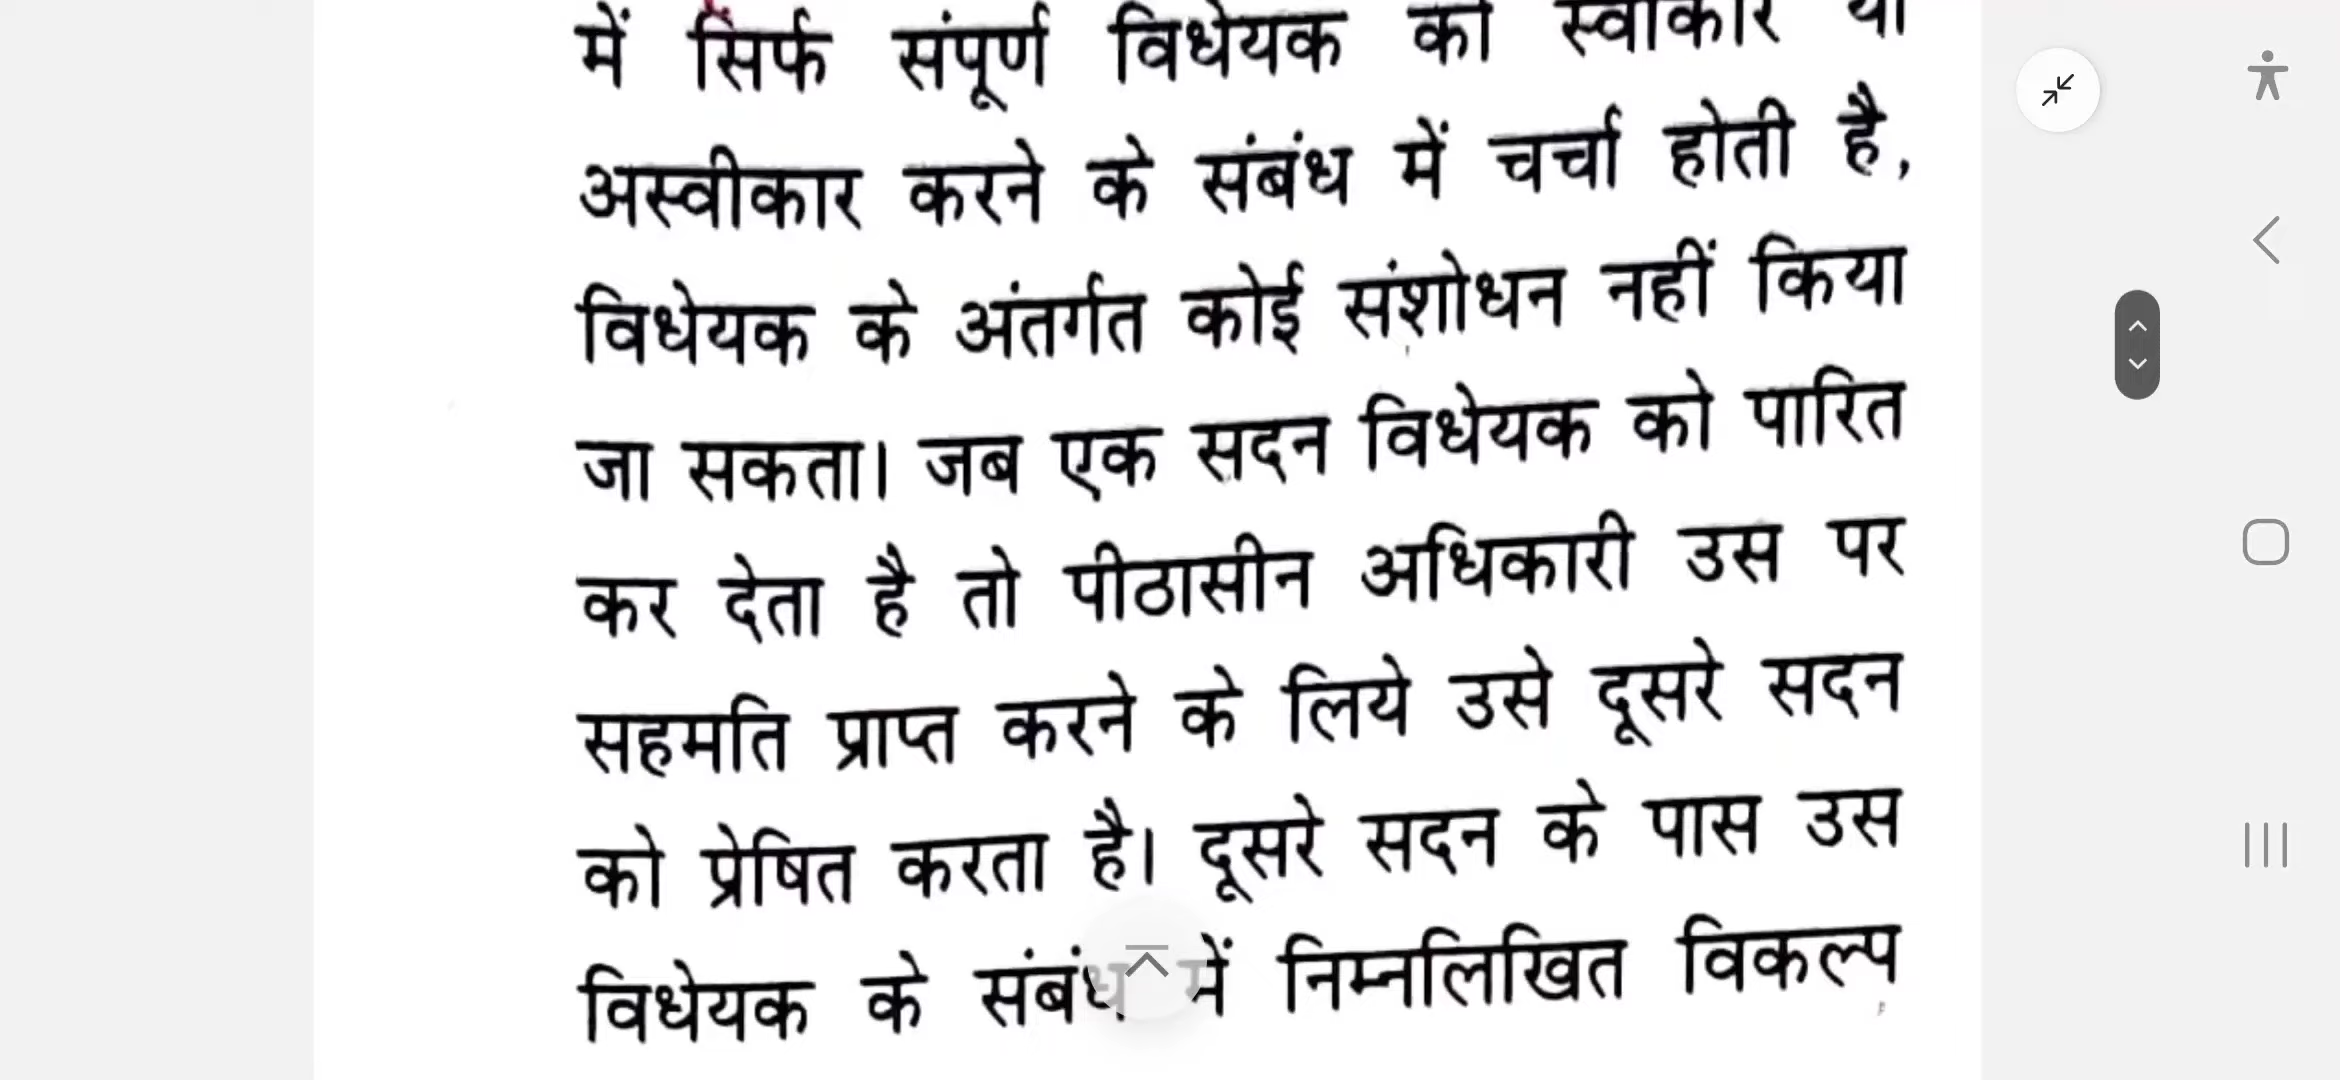 में सिर्फ संपूर्ण विधेयक को स्वीकार या
अस्वीकार करने के संबंध में चर्चा होती है,
विधेयक के अंतर्गत कोई संशोधन नहीं किया
जा सकता। जब एक सदन विधेयक को पारित
कर देता है तो पीठासीन अधिकारी उस पर
सहमति प्राप्त करने के लिये उसे दूसरे सदन
को प्रेषित करता है। दूसरे सदन के पास उस
विधेयक के संबंध में निम्नलिखित विकल्प